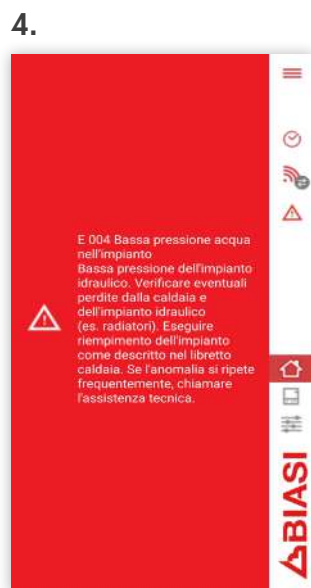 4.
E 004 Bassa pressione acqua
nell'impianto
Bassa pressione dell'impianto
idraulico. Verificare eventuali
perdite dalla caldaia e
dell'impianto idraulico
(es. radiatori). Eseguire
riempimento dell'impianto
come descritto nel libretto
caldaia. Se l'anomalia si ripete
frequentemente, chiamare
l'assistenza tecnica.
BIASI